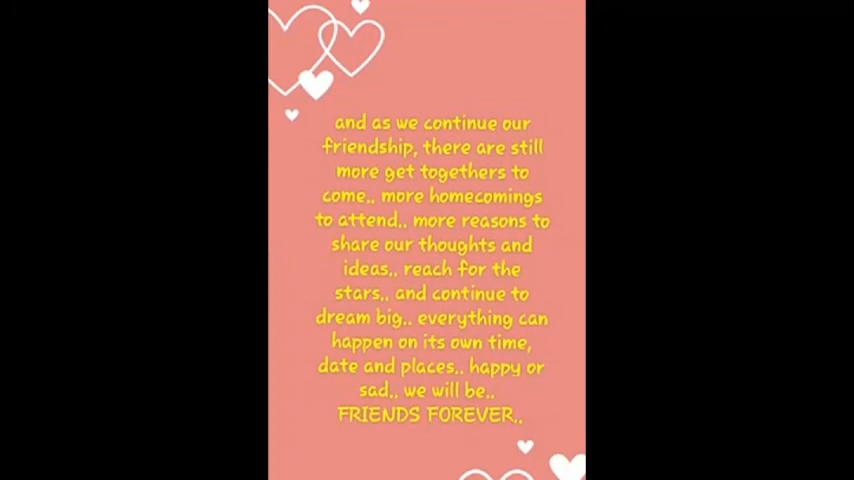 and as we continue our
friendship, there are still
more get togethers to
come.. more homecomings
to attend.. more reasons to
share our thoughts and
ideas.. reach for the
stars.. and continue to
dream big.. everything can
happen on its own time,
date and places.. happy or
sad.. we will be..
FRIENDS FOREVER..